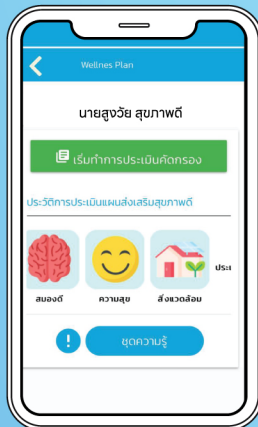 Wellnes Plan
นายสูงวัย สุขภาพดี
เริ่มทำการประเมินคัดกรอง
ประวัติการประเมินแผนส่งเสริมสุขภาพดี
สมองดี ความสุข สิ่งแวดล้อม ประเ
! ชุดความรู้